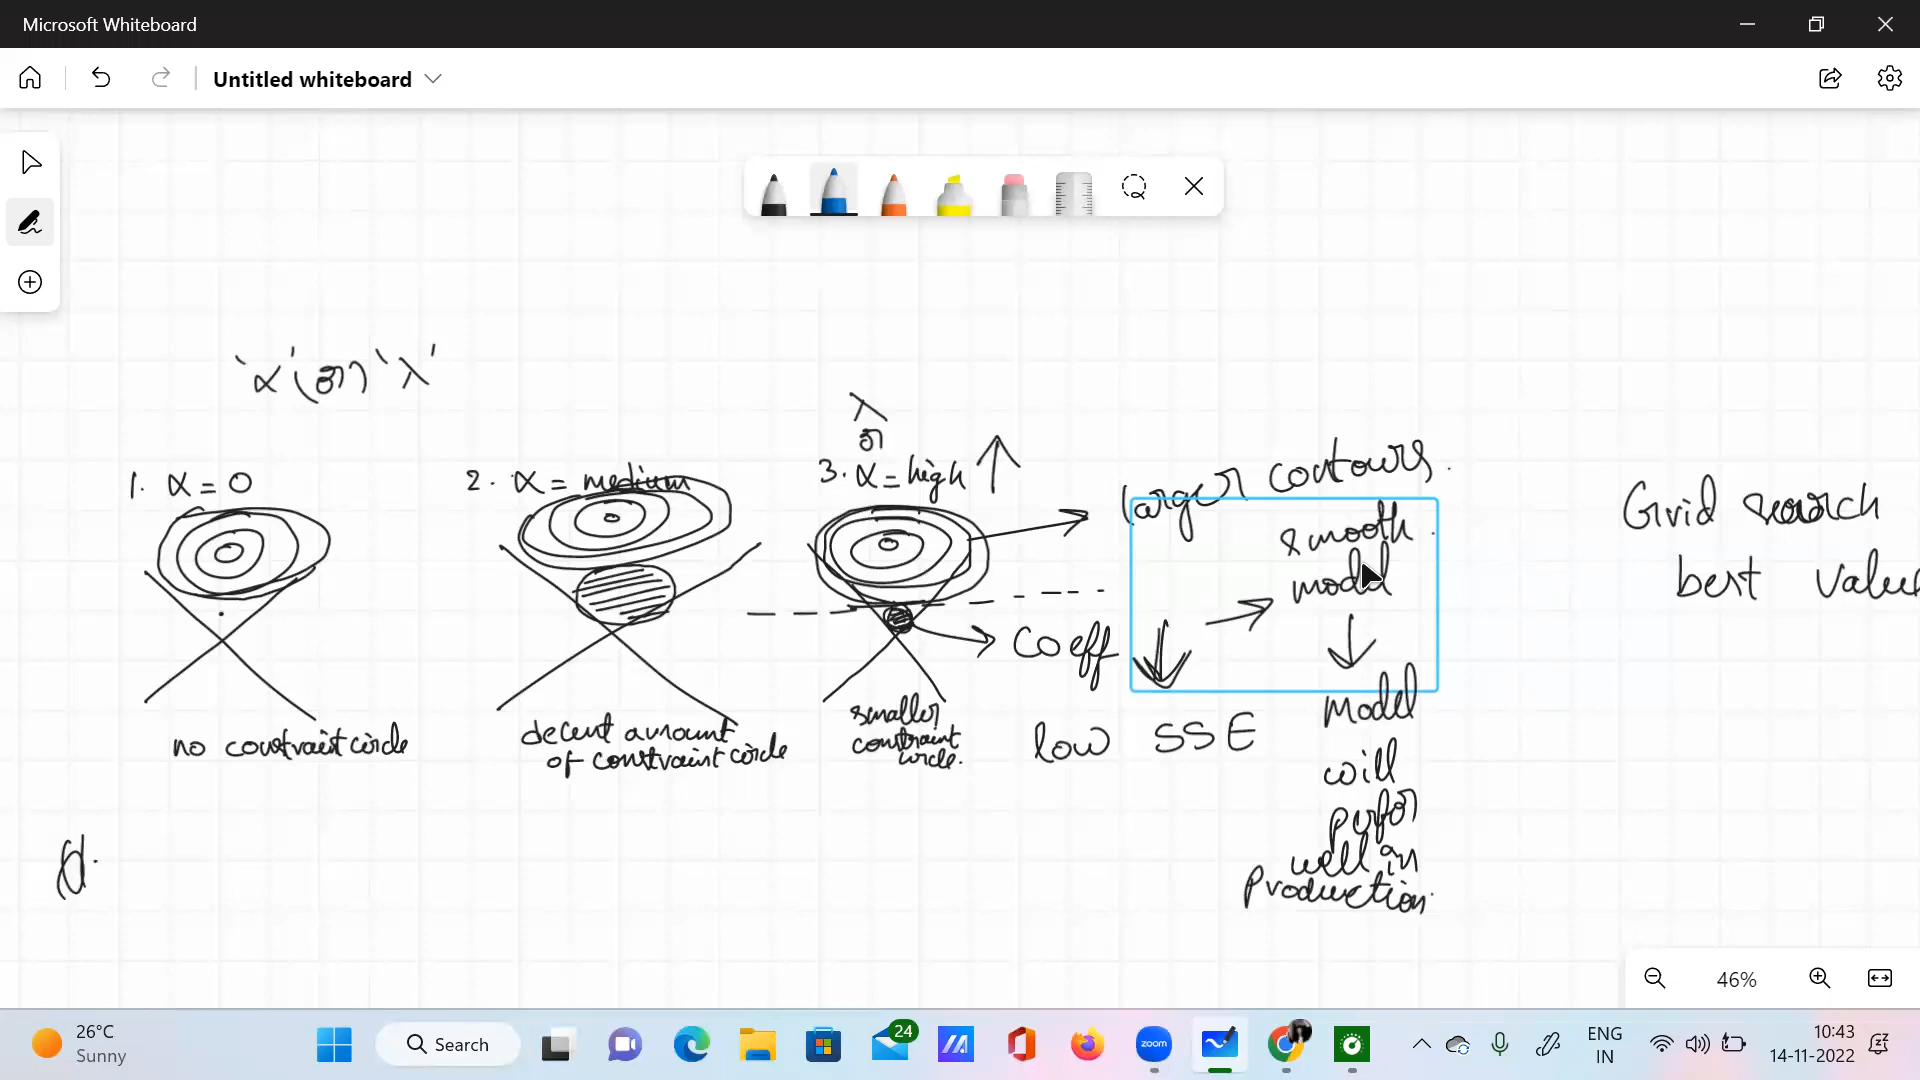 Microsoft Whiteboard
Untitled whiteboard
'α' (or) 'λ'
λ
or
1. α = 0
2. α = medium
3. α = high ↑
larger contours.
smooth
model
Coeff
low SSE
Model
will
perfor
well in
Production.
no constraint circle
decent amount
of constraint circle
smaller
constraint
circle.
Grid search
best value
46%
26°C
Sunny
Search
24
zoom
ENG
IN
10:43
14-11-2022